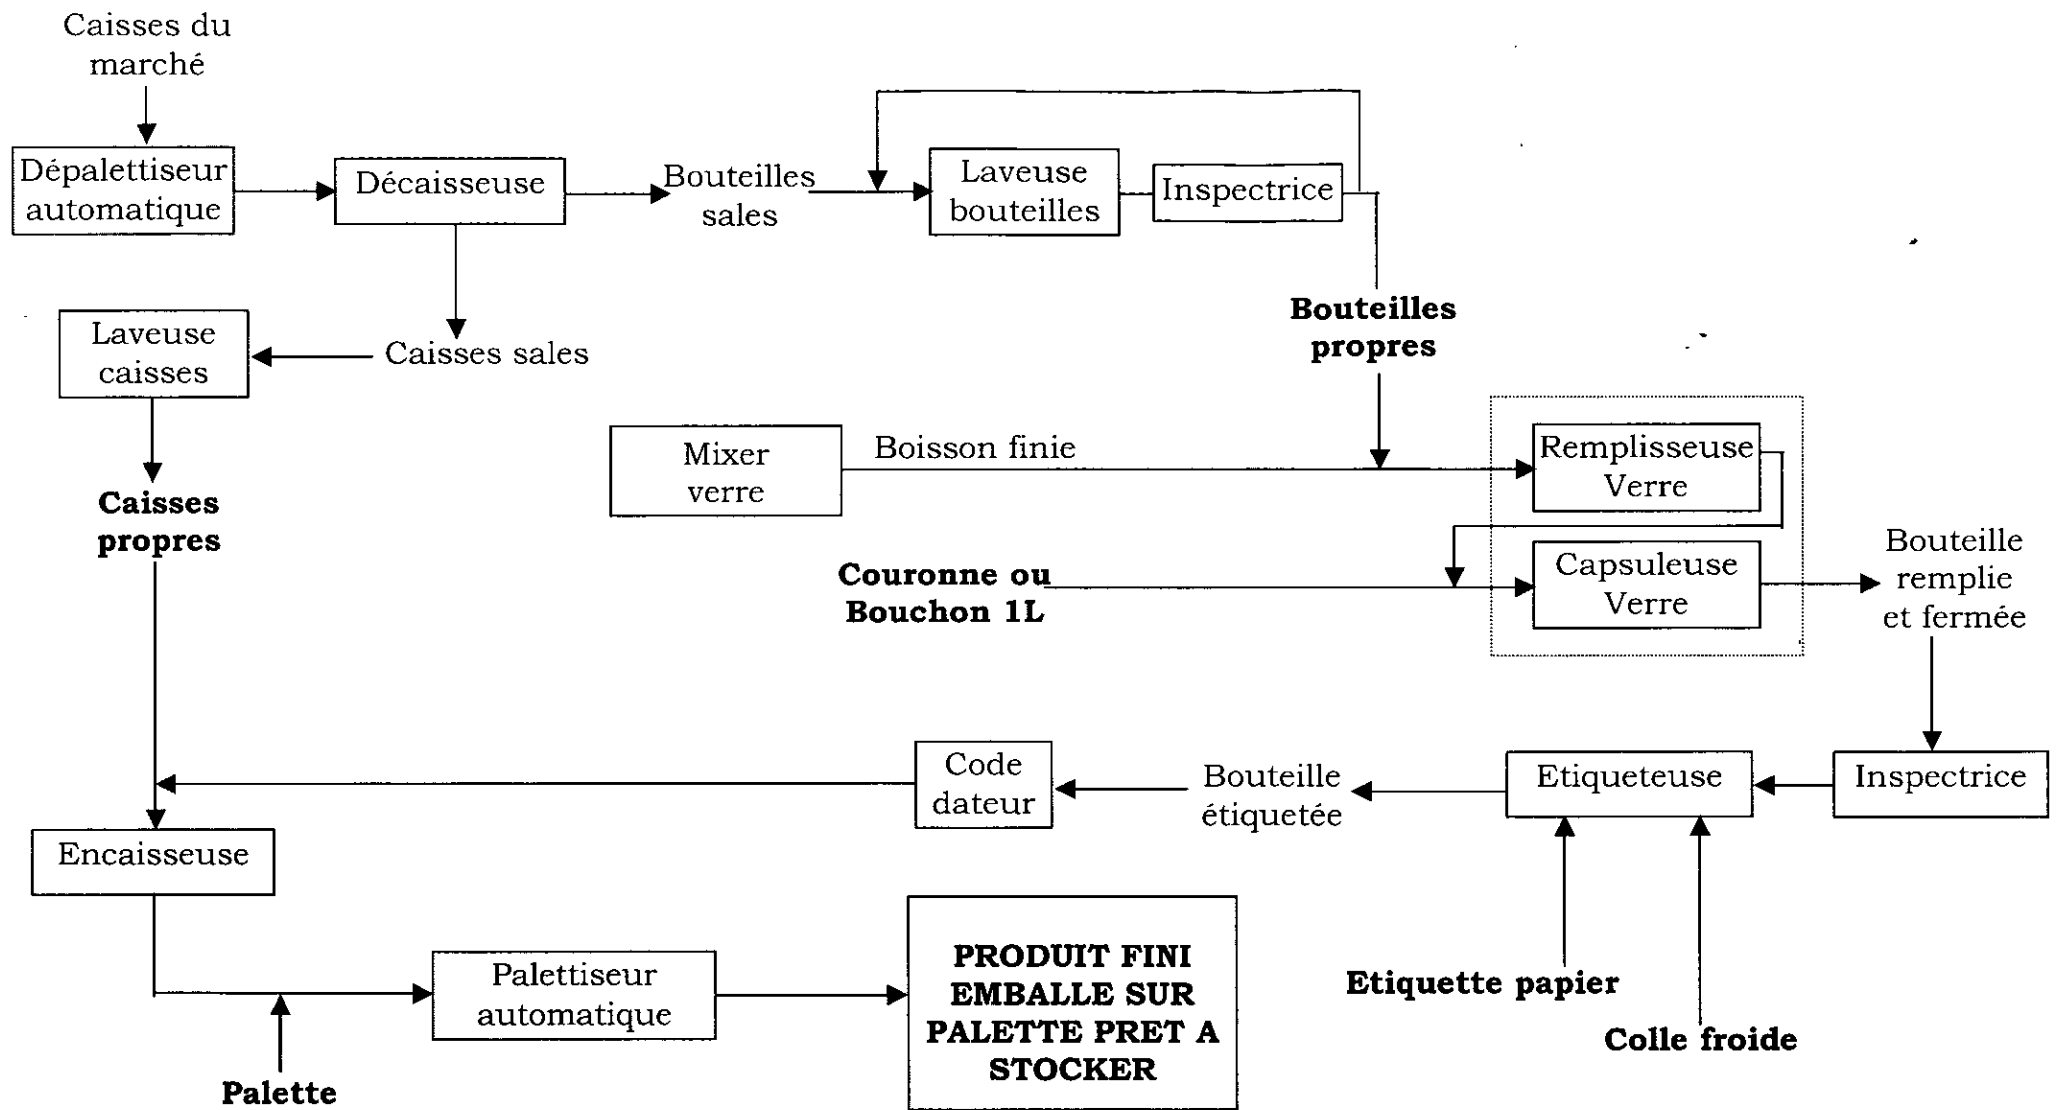 Caisses du
marché
Dépalettiseur
automatique
Décaisseuse
Bouteilles
sales
Laveuse
bouteilles
Inspectrice
Bouteilles
propres
Laveuse
caisses
Caisses sales
Caisses
propres
Mixer
verre
Boisson finie
Remplisseuse
Verre
Couronne ou
Bouchon 1L
Capsuleuse
Verre
Bouteille
remplie
et fermée
Inspectrice
Etiqueteuse
Bouteille
étiquetée
Code
dateur
Encaisseuse
Etiquette papier
Colle froide
Palette
Palettiseur
automatique
PRODUIT FINI
EMBALLE SUR
PALETTE PRET A
STOCKER